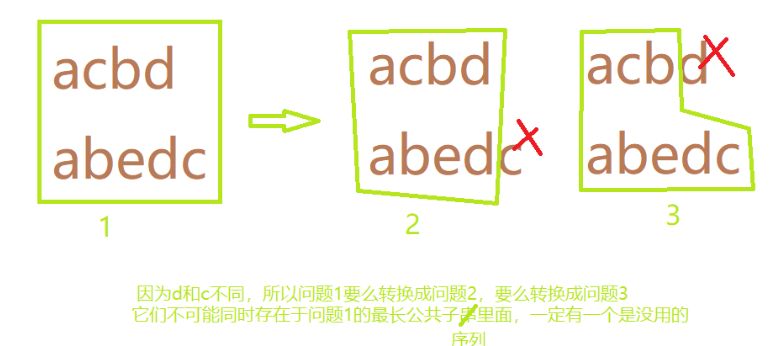 acbd
abedc
1
acbd
abedc
2
acbd
abedc
3
因为d和c不同，所以问题1要么转换成问题2，要么转换成问题3
它们不可能同时存在于问题1的最长公共子串里面，一定有一个是没用的
序列